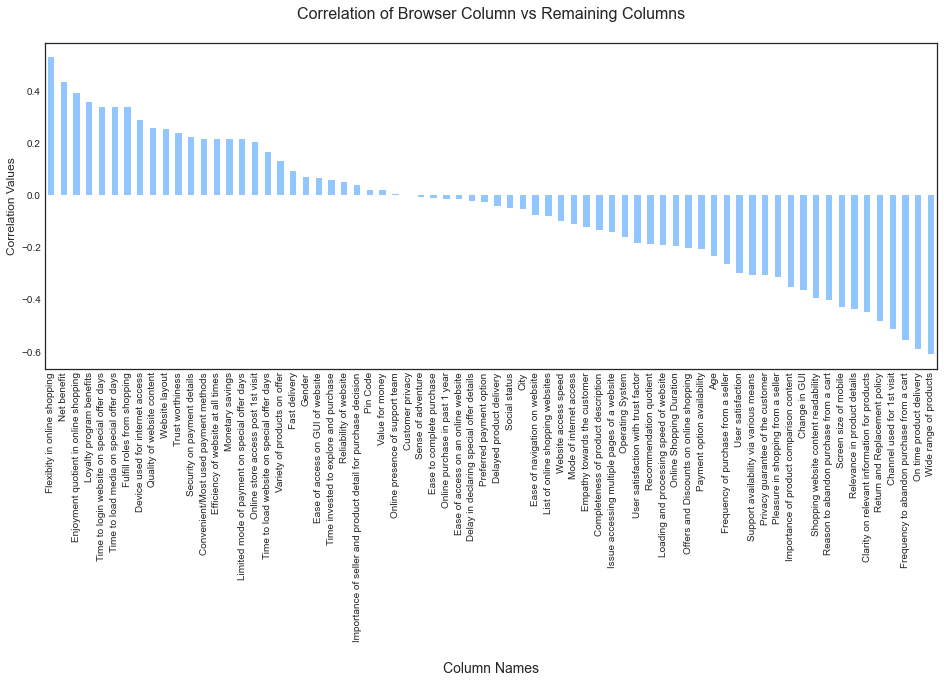 Correlation of Browser Column vs Remaining Columns
Correlation Values
0.4
0.2
0.0
−0.2
−0.4
−0.6
Flexibity in online shopping
Net benefit
Enjoyment quotient in online shopping
Loyalty program benefits
Time to login website on special offer days
Time to load media on special offer days
Fulfill roles from shopping
Device used for internet access
Quality of website content
Website layout
Trust worthiness
Security on payment details
Convenient/Most used payment methods
Efficiency of website at all times
Monetary savings
Limited mode of payment on special offer days
Online store access post 1st visit
Time to load website on special offer days
Variety of products on offer
Fast delivery
Gender
Ease of access on GUI of website
Time invested to explore and purchase
Reliability of website
Importance of seller and product detail for purchase decision
Pin Code
Value for money
Online presence of support team
Customer privacy
Sense of adventure
Ease to complete purchase
Online purchase in past 1 year
Ease of access on an online website
Delay in declaring special offer details
Preferred payment option
Delayed product delivery
Social status
City
Ease of navigation on website
List of online shopping websites
Website access speed
Mode of internet access
Empathy towards the customer
Completeness of product description
Issue accessing multiple pages of a website
Operating System
User satisfaction with trust factor
Recommendation quotient
Loading and processing speed of website
Online Shopping Duration
Offers and Discounts on online shopping
Payment option availability
Age
Frequency of purchase from a seller
User satisfaction
Support availability via various means
Privacy guarantee of the customer
Pleasure in shopping from a seller
Importance of product comparison content
Change in GUI
Shopping website content readability
Reason to abandon purchase from a cart
Screen size of mobile
Relevance in product details
Clarity on relevant information for products
Return and Replacement policy
Channel used for 1st visit
Frequency to abandon purchase from a cart
On time product delivery
Wide range of products
Column Names